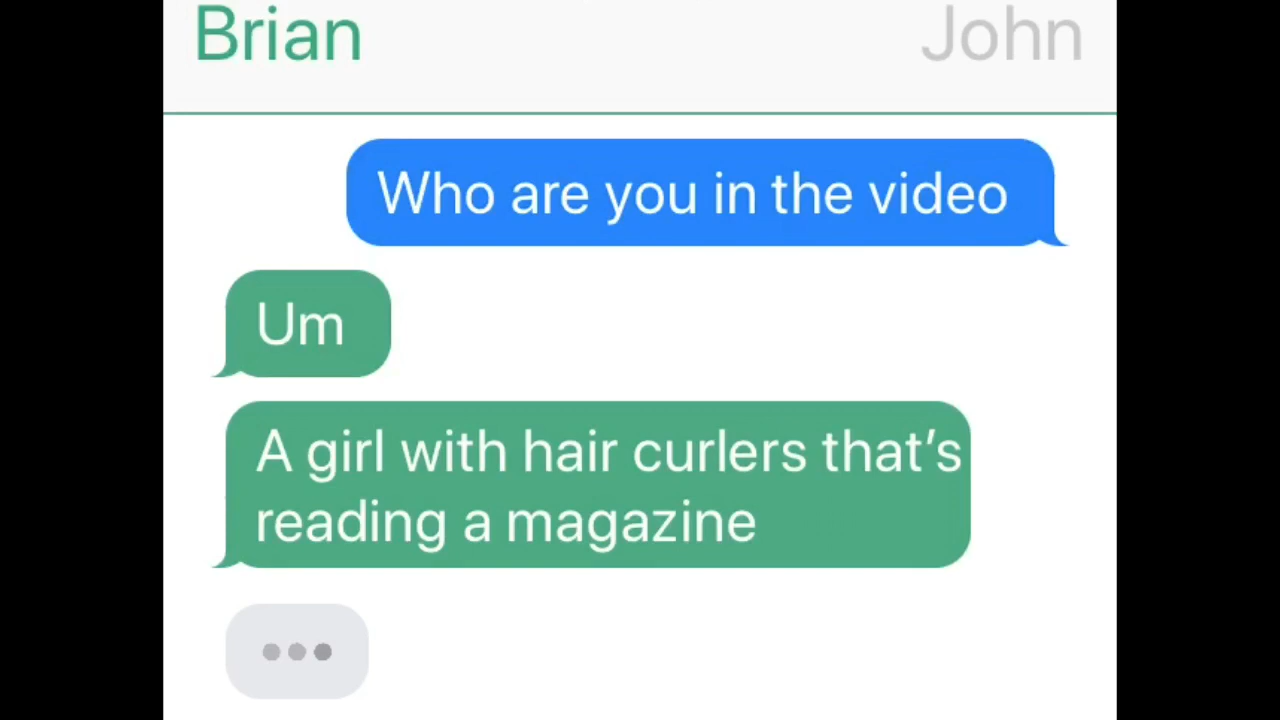 Brian
John
Who are you in the video
Um
A girl with hair curlers that’s
reading a magazine